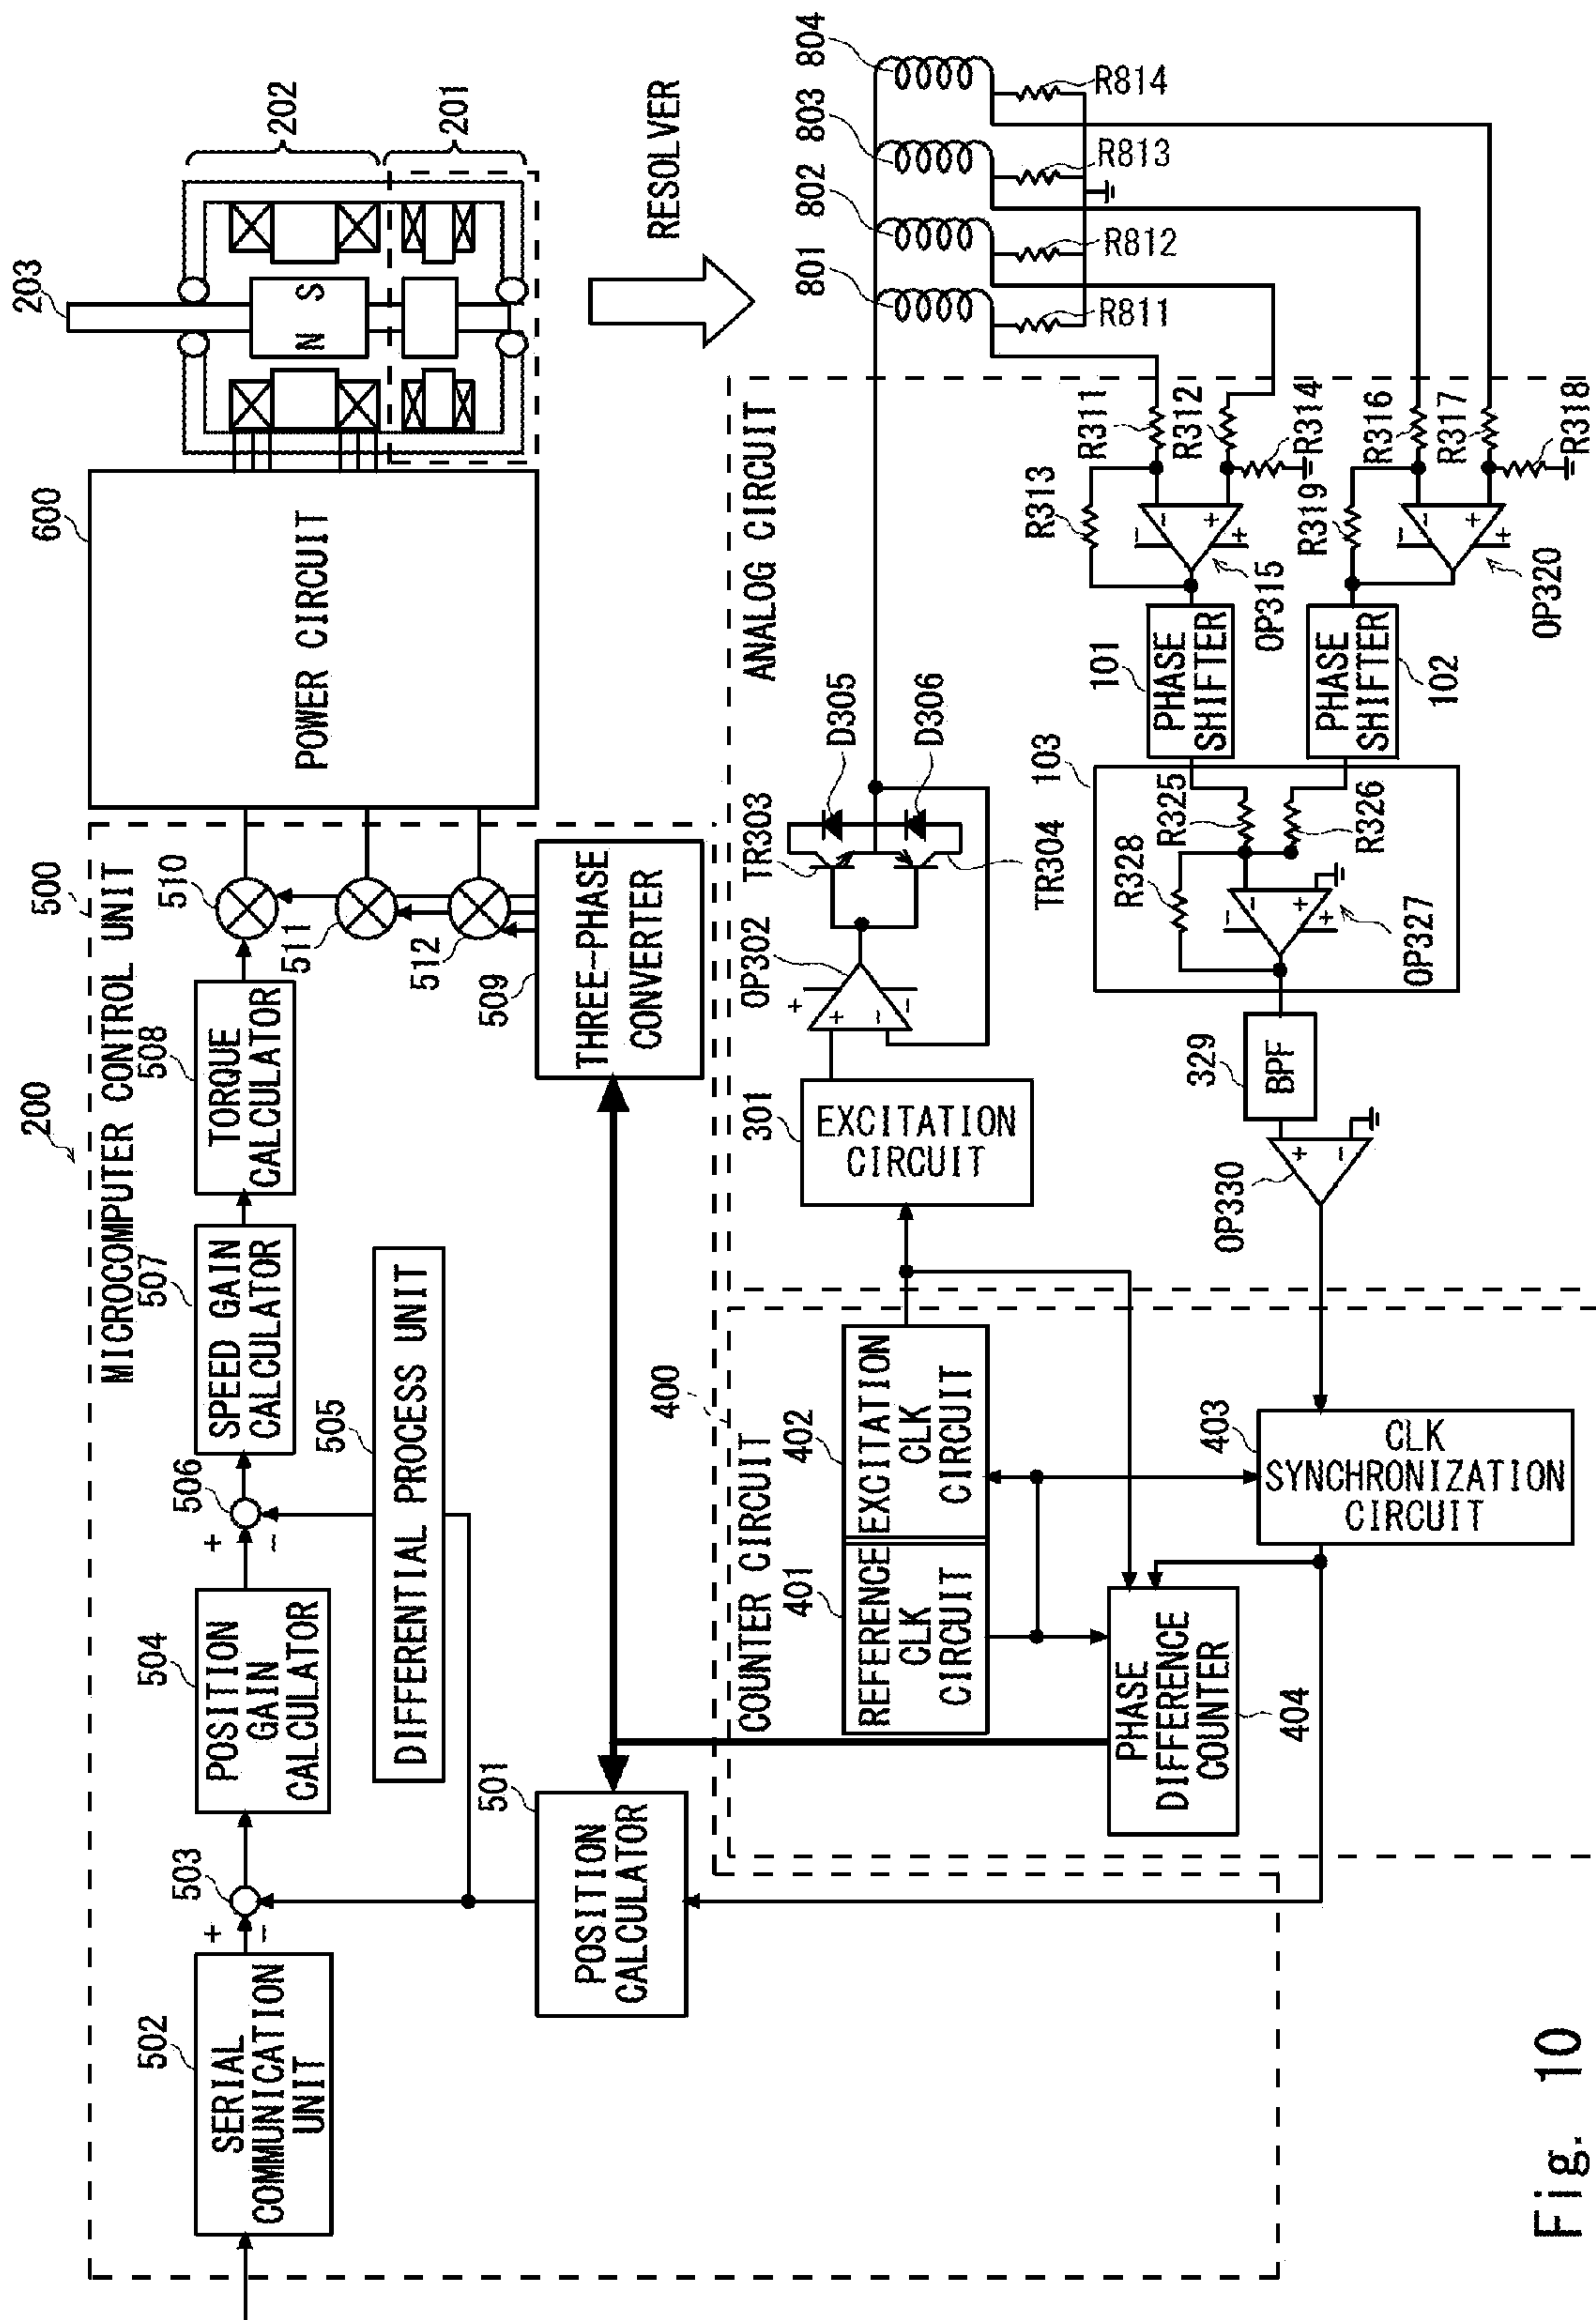 200
MICROCOMPUTER CONTROL UNIT
500
502
SERIAL
COMMUNICATION
UNIT
+
−
503
504
POSITION
GAIN
CALCULATOR
+
−
506
507
SPEED GAIN
CALCULATOR
508
TORQUE
CALCULATOR
510
511
512
505
DIFFERENTIAL PROCESS UNIT
501
POSITION
CALCULATOR
509
THREE-PHASE
CONVERTER
600
POWER CIRCUIT
203
N
S
202
201
RESOLVER
400
COUNTER CIRCUIT
401
REFERENCE
CLK
CIRCUIT
402
EXCITATION
CLK
CIRCUIT
PHASE
DIFFERENCE
COUNTER
404
403
CLK
SYNCHRONIZATION
CIRCUIT
ANALOG CIRCUIT
301
EXCITATION
CIRCUIT
OP302
+
+
−
−
TR303
TR304
D305
D306
801
802
803
804
R811
R812
R813
R814
R311
R312
R313
R314
−
−
+
+
OP315
R316
R317
R318
R319
−
−
+
+
OP320
101
PHASE
SHIFTER
PHASE
SHIFTER
102
103
R325
R326
R328
−
−
+
+
OP327
329
BPF
OP330
+
−
Fig. 10